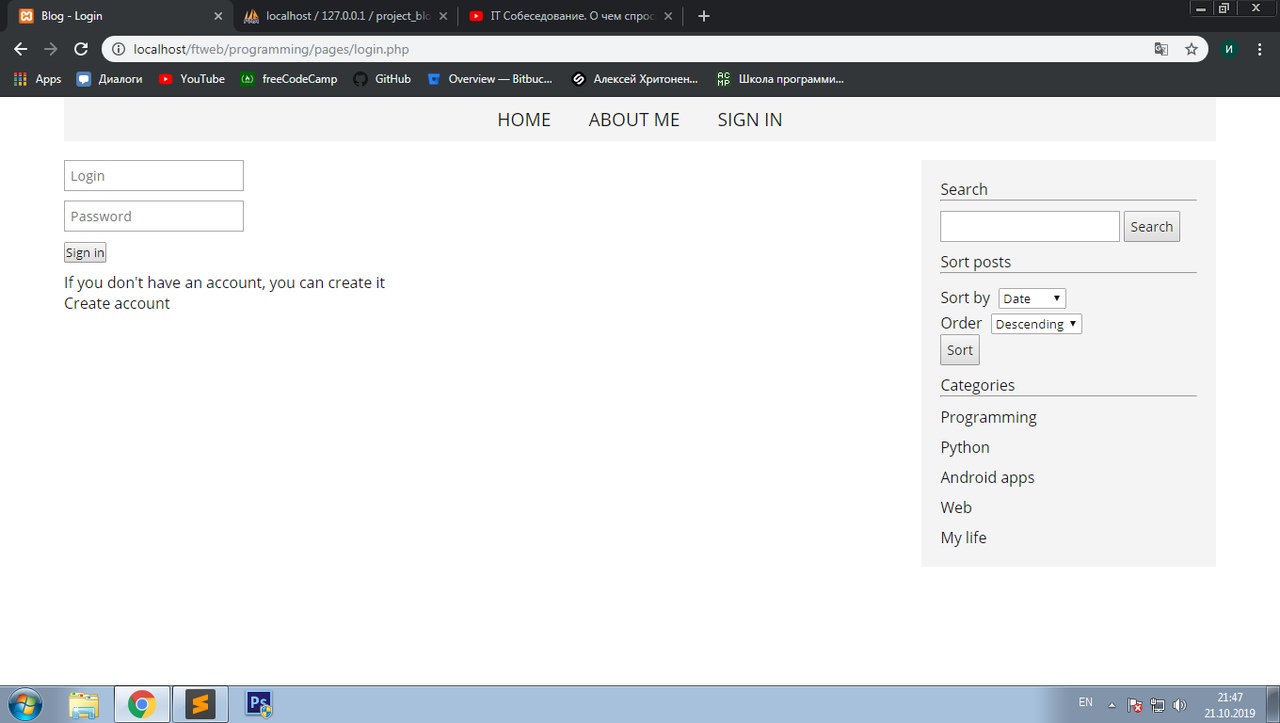 Blog - Login
localhost / 127.0.0.1 / project_blo
IT Собеседование. О чем спрос
localhost/ftweb/programming/pages/login.php
И
Apps
Диалоги
YouTube
freeCodeCamp
GitHub
Overview — Bitbuc...
Алексей Хритонен...
Школа программи...
HOME
ABOUT ME
SIGN IN
Login
Password
Sign in
If you don't have an account, you can create it
Create account
Search
Search
Sort posts
Sort by Date
Order Descending
Sort
Categories
Programming
Python
Android apps
Web
My life
Ps
EN
21:47
21.10.2019